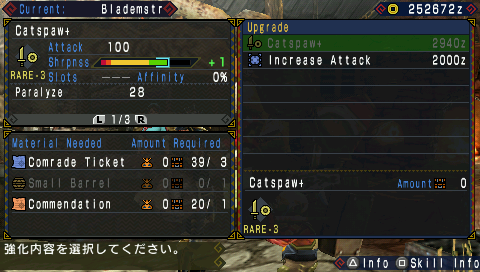 Current: Blademstr
252672z
Catspaw+
Attack 100
Shrpnss +1
RARE-3 Slots ——— Affinity 0%
Paralyze 28
L 1/3 R
Upgrade
Catspaw+ 2940z
Increase Attack 2000z
Material Needed Amount Required
Comrade Ticket 0 39/ 3
Small Barrel 0 0/ 1
Commendation 0 20/ 1
Catspaw+ Amount 0
RARE-3
強化内容を選択してください。
Info Skill Info